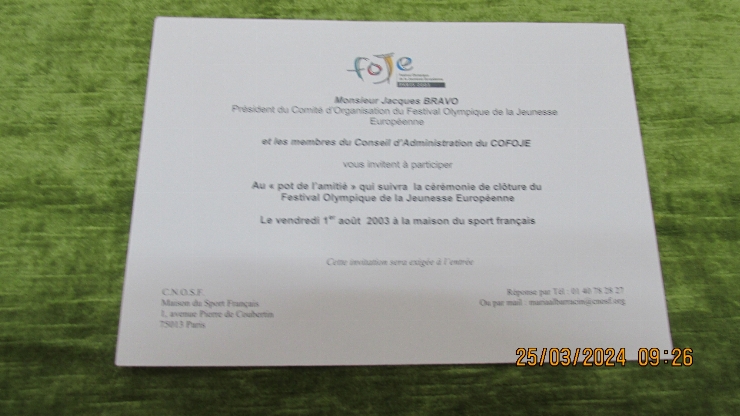 foje
Monsieur Jacques BRAVO
Président du Comité d'Organisation du Festival Olympique de la Jeunesse
Européenne
et les membres du Conseil d'Administration du COFOJE
vous invitent à participer
Au « pot de l'amitié » qui suivra la cérémonie de clôture du
Festival Olympique de la Jeunesse Européenne
Le vendredi 1er août 2003 à la maison du sport français
Cette invitation sera exigée à l'entrée
C.N.O.S.F.
Maison du Sport Français
1, avenue Pierre de Coubertin
75013 Paris
Réponse par Tél : 01 40 78 28 27
Ou par mail :
25/03/2024 09:26